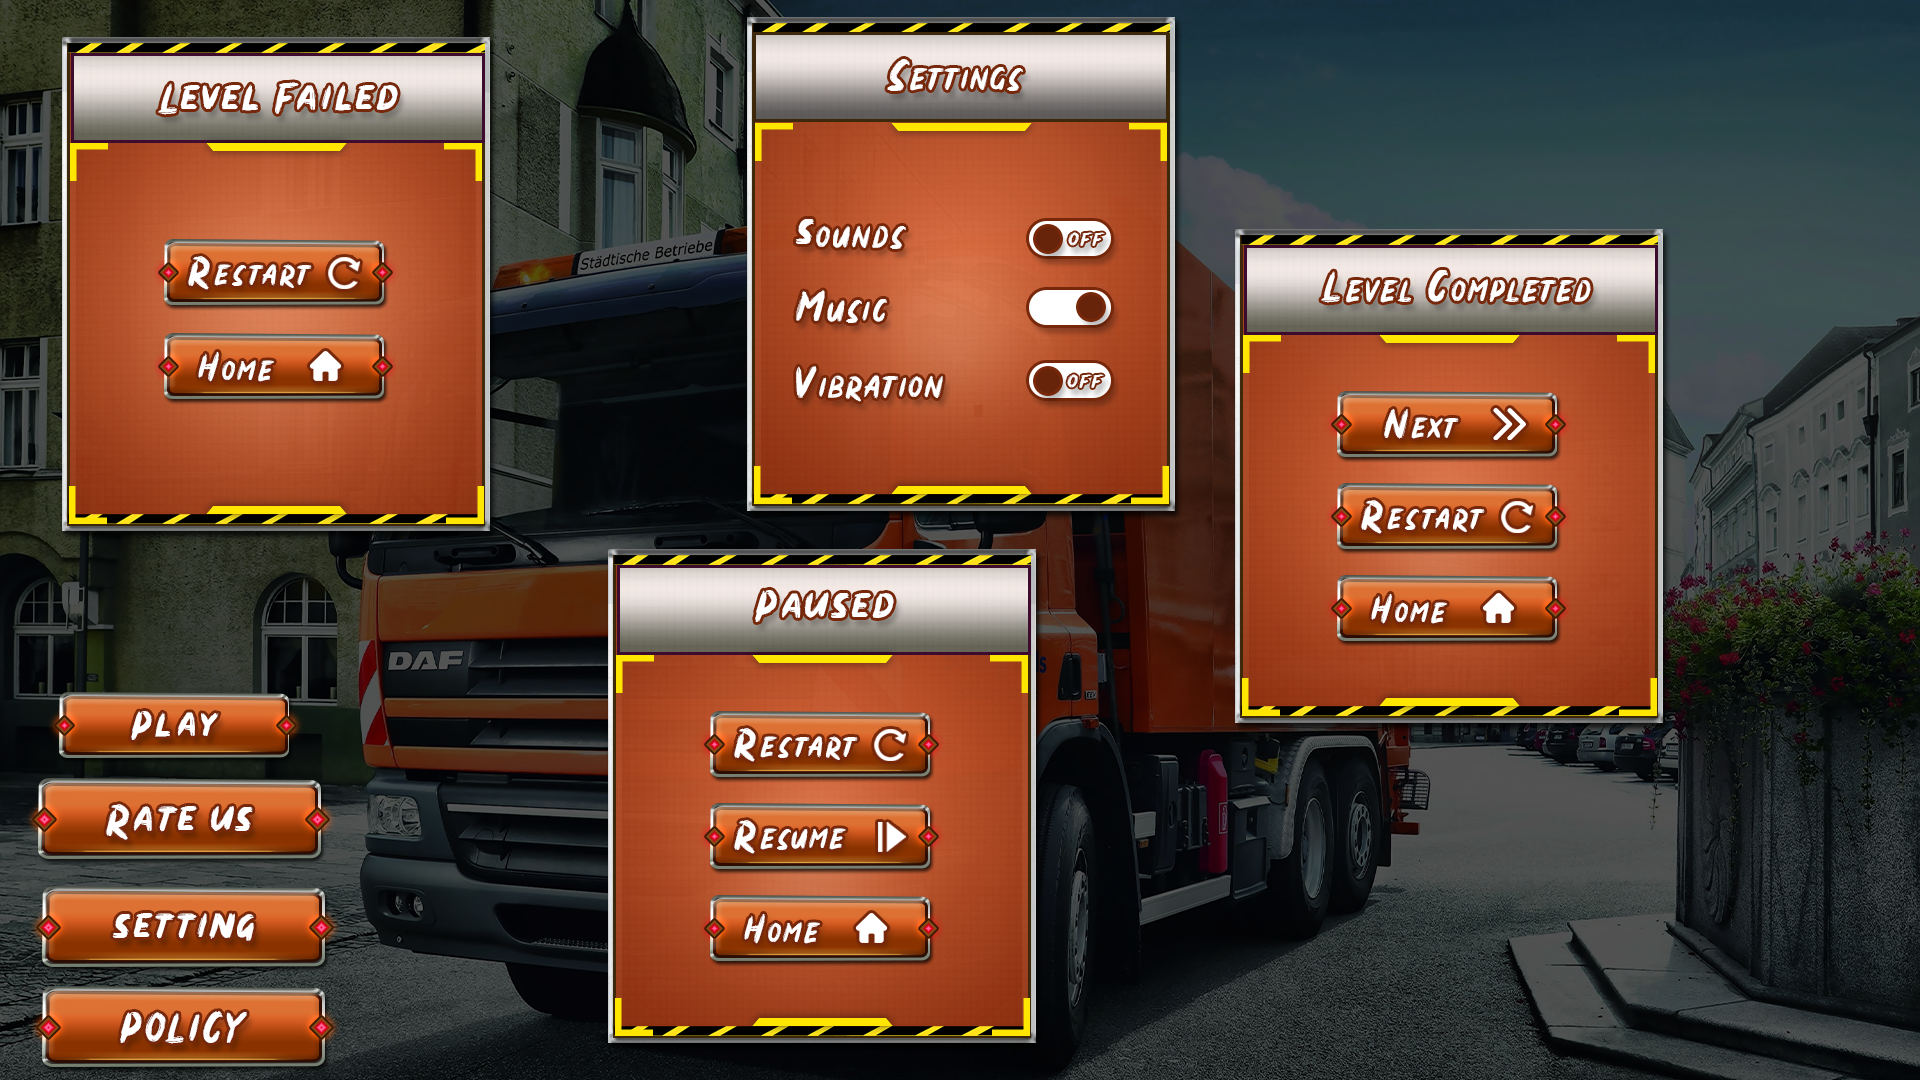 LEVEL FAILED
RESTART
HOME
SETTINGS
SOUNDS OFF
MUSIC
VIBRATION OFF
LEVEL COMPLETED
NEXT
RESTART
HOME
PAUSED
RESTART
RESUME
HOME
PLAY
RATE US
SETTING
POLICY
Städtische Betriebe
DAF